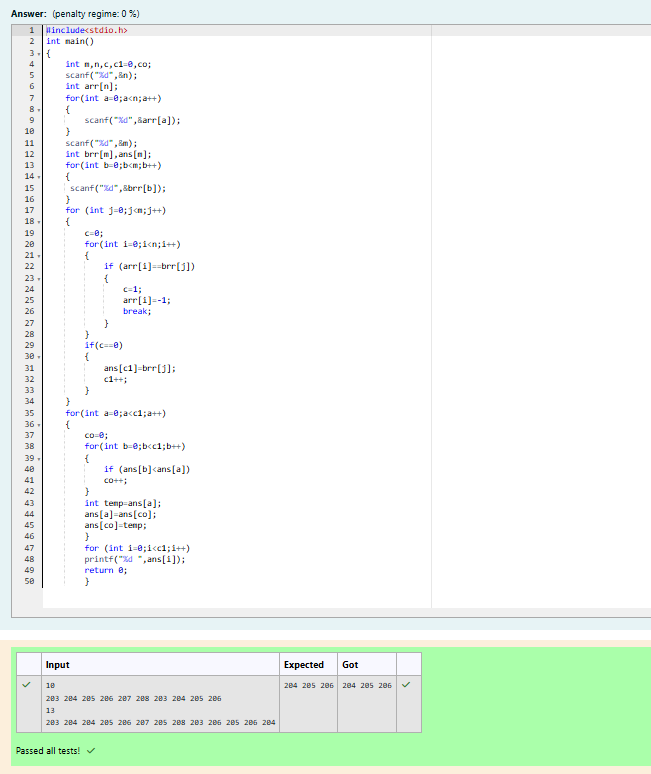 Answer: (penalty regime: 0 %)
1 #include<stdio.h>
2 int main()
3 {
4 int m,n,c,c1=0,co;
5 scanf("%d",&n);
6 int arr[n];
7 for(int a=0;a<n;a++)
8 {
9 scanf("%d",&arr[a]);
10 }
11 scanf("%d",&m);
12 int brr[m],ans[m];
13 for(int b=0;b<m;b++)
14 {
15 scanf("%d",&brr[b]);
16 }
17 for (int j=0;j<m;j++)
18 {
19 c=0;
20 for(int i=0;i<n;i++)
21 {
22 if (arr[i]==brr[j])
23 {
24 c=1;
25 arr[i]=-1;
26 break;
27 }
28 }
29 if(c==0)
30 {
31 ans[c1]=brr[j];
32 c1++;
33 }
34 }
35 for(int a=0;a<c1;a++)
36 {
37 co=0;
38 for(int b=0;b<c1;b++)
39 {
40 if (ans[b]<ans[a])
41 co++;
42 }
43 int temp=ans[a];
44 ans[a]=ans[co];
45 ans[co]=temp;
46 }
47 for (int i=0;i<c1;i++)
48 printf("%d ",ans[i]);
49 return 0;
50 }
Input Expected Got
10 204 205 206 204 205 206
203 204 205 206 207 208 203 204 205 206
13
203 204 204 205 206 207 205 208 203 206 205 206 204
Passed all tests!